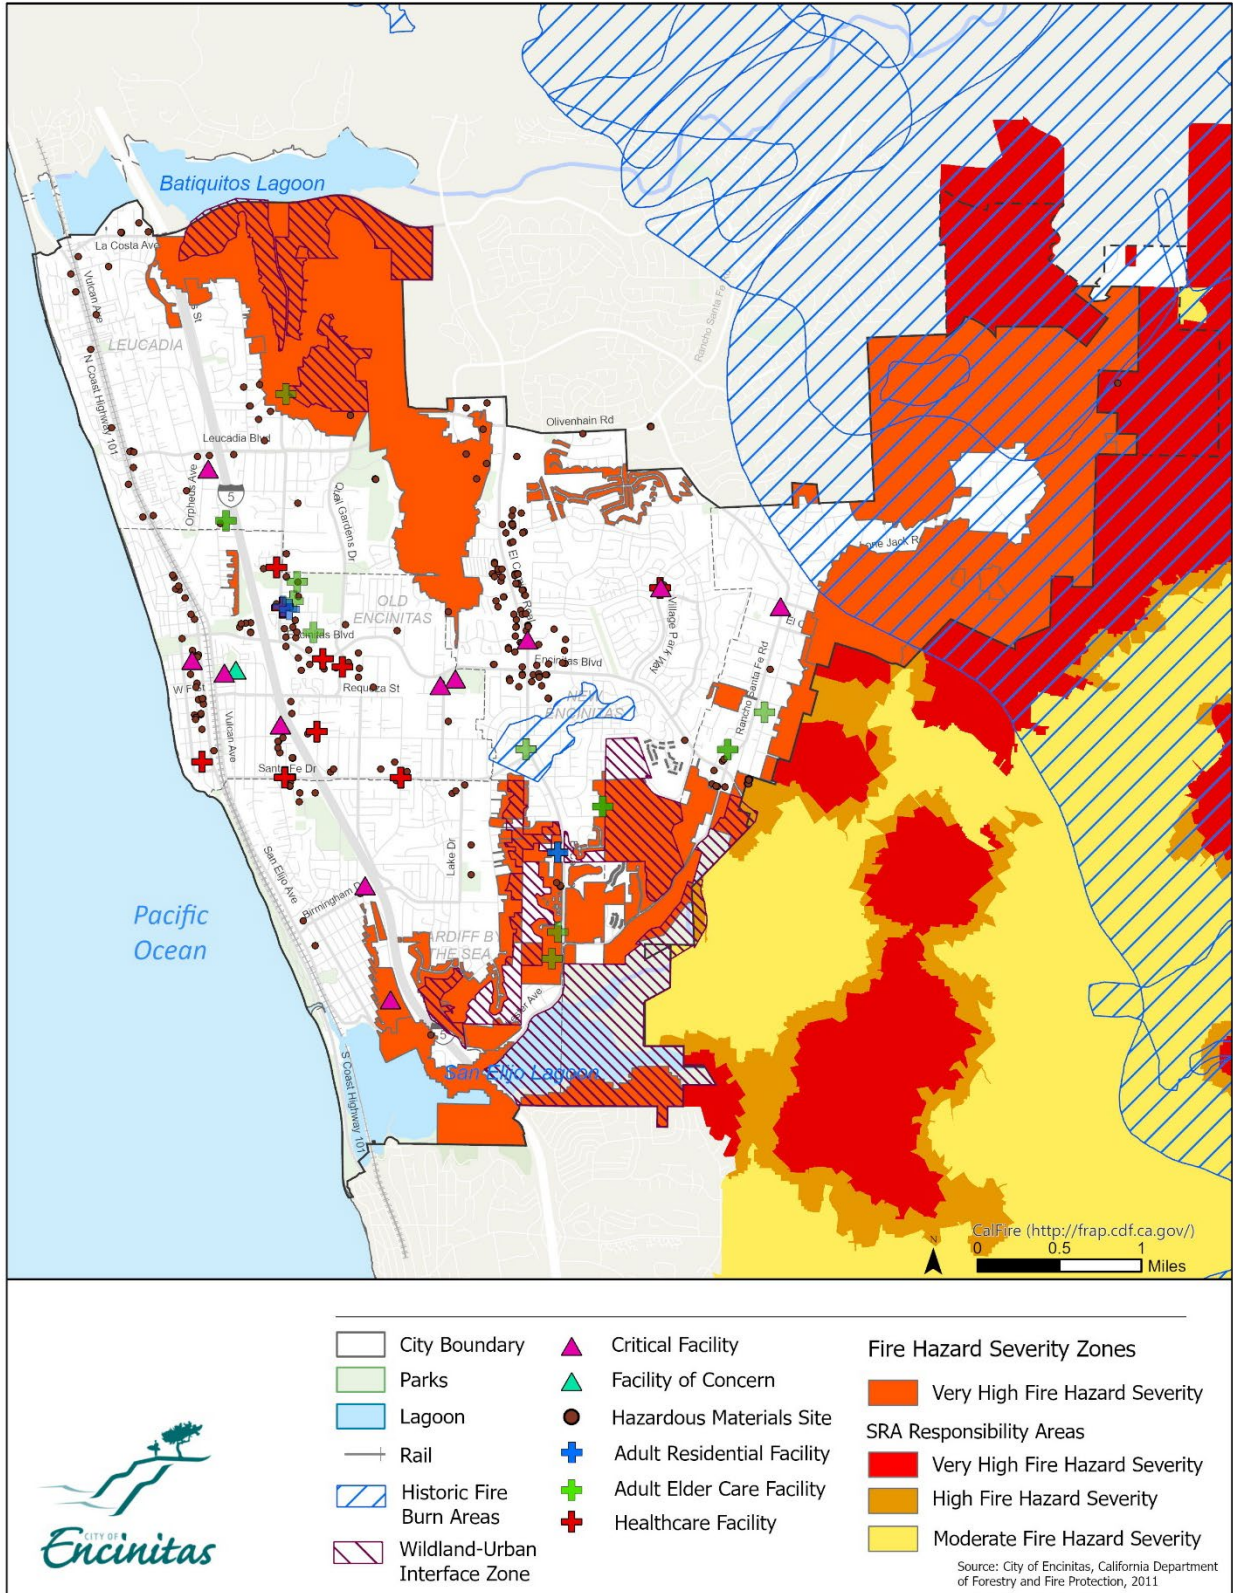 Batiquitos Lagoon
La Costa Ave
Vulcan Ave
LEUCADIA
N Coast Highway 101
Rancho Santa Fe
Olivenhain Rd
Leucadia Blvd
Orpheus Ave
5
Quail Gardens Dr
Lone Jack Rd
OLD
ENCINITAS
Village Park Way
Encinitas Blvd
Encinitas Blvd
Rancho Santa Fe Rd
W F St
Requeza St
NEW
ENCINITAS
Vulcan Ave
Santa Fe Dr
San Elijo Ave
Lake Dr
Birmingham
Pacific
Ocean
CARDIFF BY
THE SEA
5
San Elijo Lagoon
S Coast Highway 101
CalFire (http://frap.cdf.ca.gov/)
N
0 0.5 1
Miles
City Boundary
Parks
Lagoon
Rail
Historic Fire
Burn Areas
Wildland-Urban
Interface Zone
Critical Facility
Facility of Concern
Hazardous Materials Site
Adult Residential Facility
Adult Elder Care Facility
Healthcare Facility
Fire Hazard Severity Zones
Very High Fire Hazard Severity
SRA Responsibility Areas
Very High Fire Hazard Severity
High Fire Hazard Severity
Moderate Fire Hazard Severity
Source: City of Encinitas, California Department
of Forestry and Fire Protection, 2011
CITY OF
Encinitas